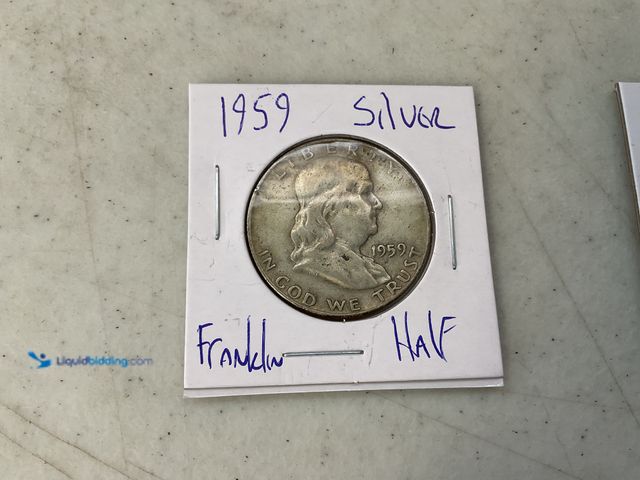 1959 Silver
LIBERTY
1959
IN GOD WE TRUST
Franklin Half
Liquidbidding.com